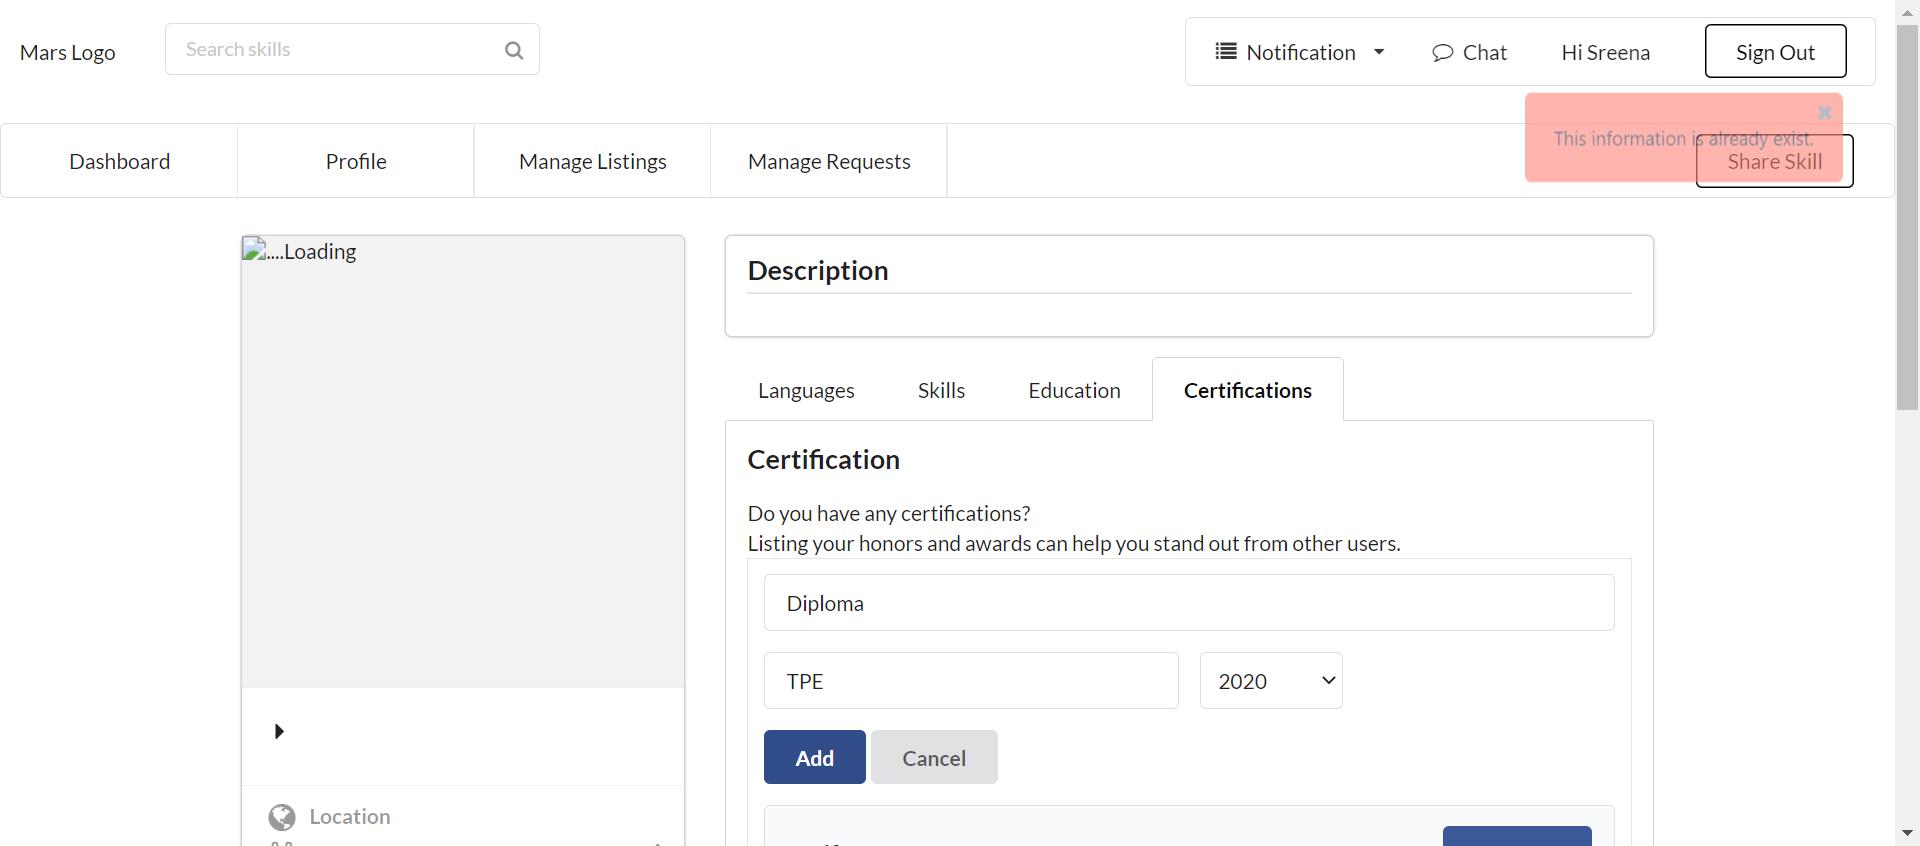 Mars Logo
Search skills
Notification
Chat
Hi Sreena
Sign Out
This information is already exist.
Dashboard
Profile
Manage Listings
Manage Requests
Share Skill
....Loading
Description
Languages
Skills
Education
Certifications
Certification
Do you have any certifications?
Listing your honors and awards can help you stand out from other users.
Diploma
TPE
2020
Add
Cancel
Location